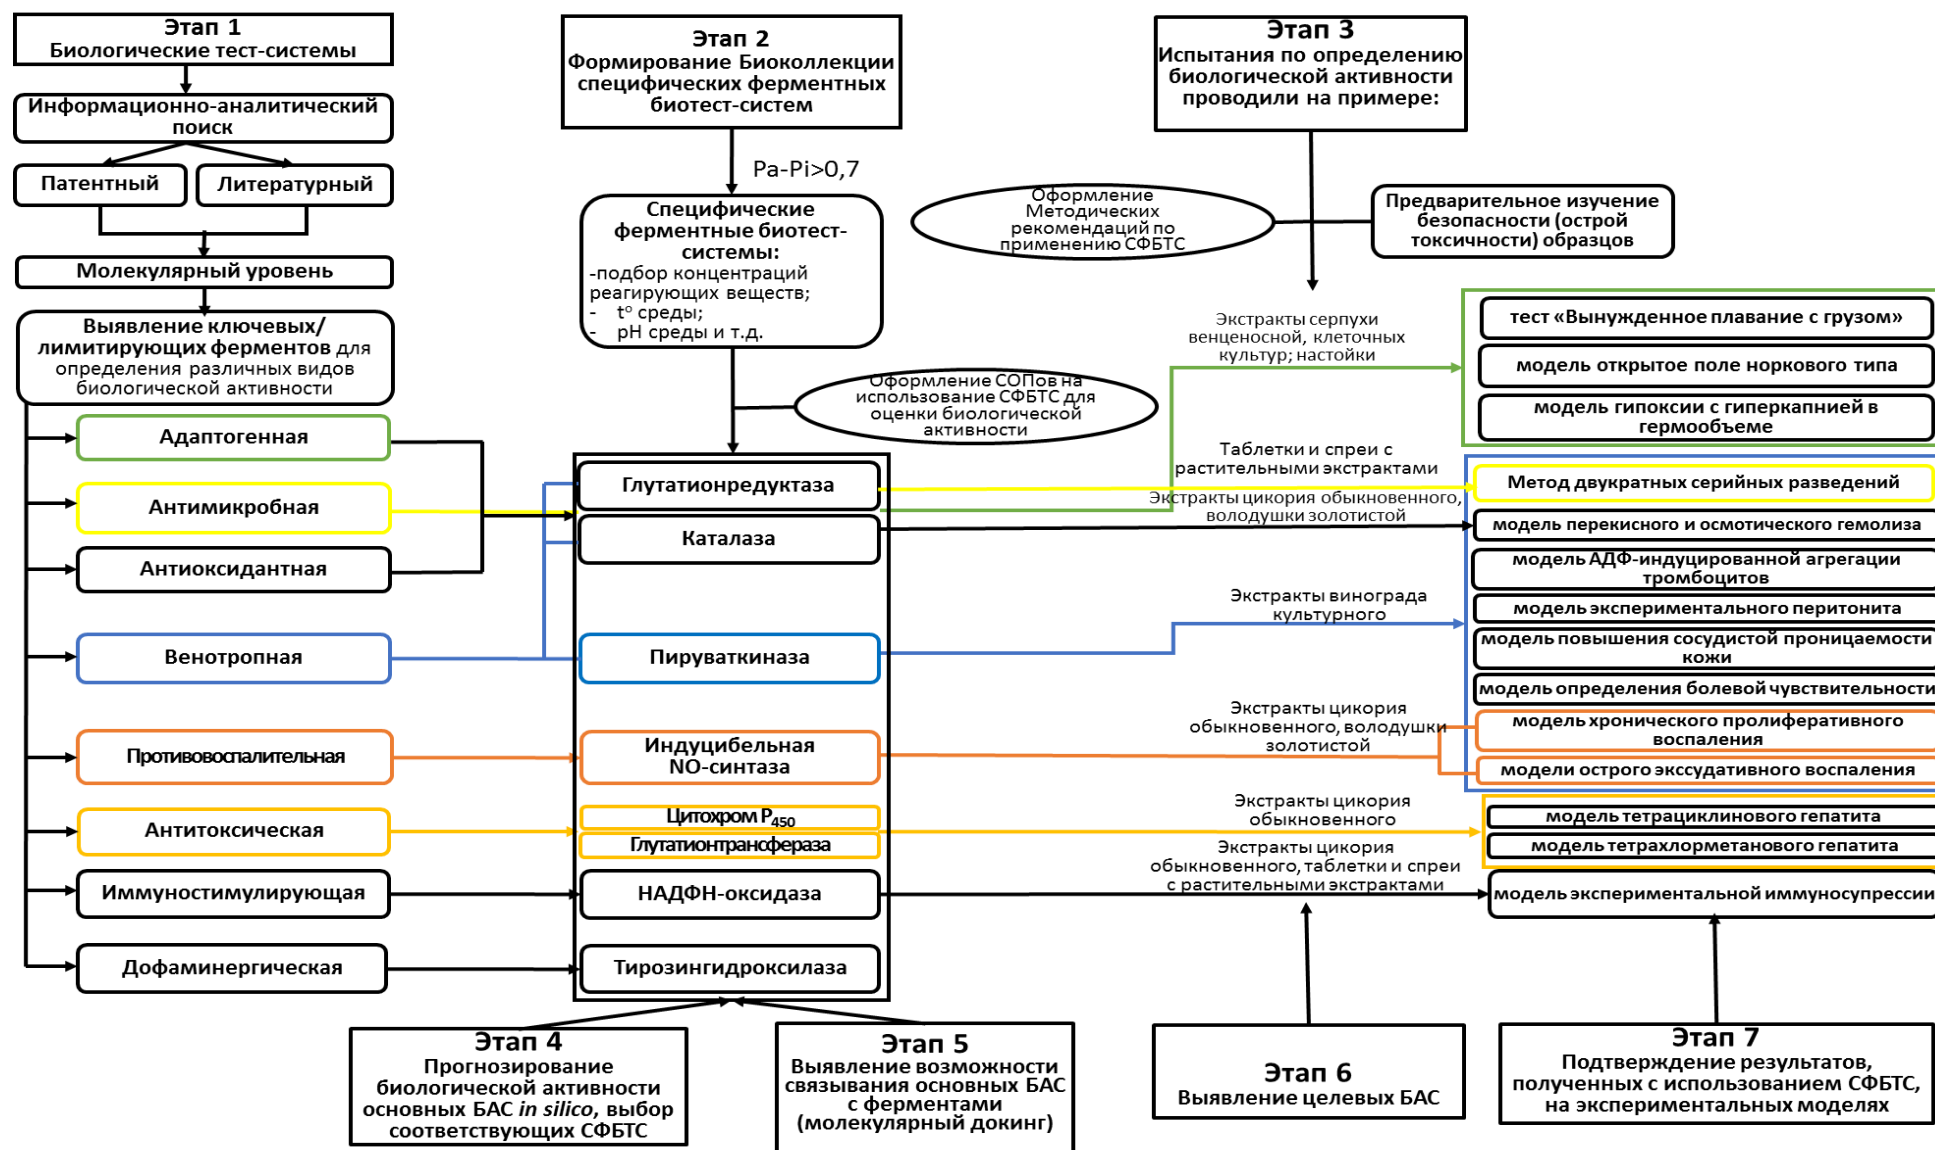 Этап 1
Биологические тест-системы
Информационно-аналитический
поиск
Патентный
Литературный
Молекулярный уровень
Выявление ключевых/
лимитирующих ферментов для
определения различных видов
биологической активности
Адаптогенная
Антимикробная
Антиоксидантная
Венотропная
Противовоспалительная
Антитоксическая
Иммуностимулирующая
Дофаминергическая
Этап 2
Формирование Биоколлекции
специфических ферментных
биотест-систем
Pa-Pi>0,7
Специфические
ферментные биотест-
системы:
-подбор концентраций
реагирующих веществ;
- t° среды;
- pH среды и т.д.
Оформление СОПов на
использование СФБТС для
оценки биологической
активности
Глутатионредуктаза
Каталаза
Пируваткиназа
Индуцибельная
NO-синтаза
Цитохром P450
Глутатионтрансфераза
НАДФН-оксидаза
Тирозингидроксилаза
Этап 3
Испытания по определению
биологической активности
проводили на примере:
Оформление
Методических
рекомендаций по
применению СФБТС
Предварительное изучение
безопасности (острой
токсичности) образцов
Экстракты серпухи
венценосной, клеточных
культур; настойки
Таблетки и спреи с
растительными экстрактами
Экстракты цикория обыкновенного,
володушки золотистой
Экстракты винограда
культурного
Экстракты цикория
обыкновенного, володушки
золотистой
Экстракты цикория
обыкновенного
Экстракты цикория
обыкновенного, таблетки и спреи
с растительными экстрактами
тест «Вынужденное плавание с грузом»
модель открытое поле норкового типа
модель гипоксии с гиперкапнией в
гермообъеме
Метод двукратных серийных разведений
модель перекисного и осмотического гемолиза
модель АДФ-индуцированной агрегации
тромбоцитов
модель экспериментального перитонита
модель повышения сосудистой проницаемости
кожи
модель определения болевой чувствительности
модель хронического пролиферативного
воспаления
модели острого экссудативного воспаления
модель тетрациклинового гепатита
модель тетрахлорметанового гепатита
модель экспериментальной иммуносупрессии
Этап 4
Прогнозирование
биологической активности
основных БАС in silico, выбор
соответствующих СФБТС
Этап 5
Выявление возможности
связывания основных БАС
с ферментами
(молекулярный докинг)
Этап 6
Выявление целевых БАС
Этап 7
Подтверждение результатов,
полученных с использованием СФБТС,
на экспериментальных моделях